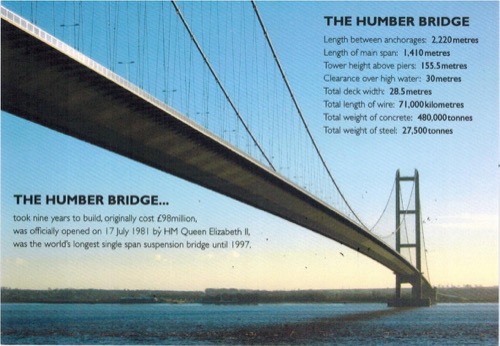 THE HUMBER BRIDGE
Length between anchorages: 2,220 metres
Length of main span: 1,410 metres
Tower height above piers: 155.5 metres
Clearance over high water: 30 metres
Total deck width: 28.5 metres
Total length of wire: 71,000 kilometres
Total weight of concrete: 480,000 tonnes
Total weight of steel: 27,500 tonnes
THE HUMBER BRIDGE...
took nine years to build, originally cost £98million,
was officially opened on 17 July 1981 by HM Queen Elizabeth II,
was the world's longest single span suspension bridge until 1997.